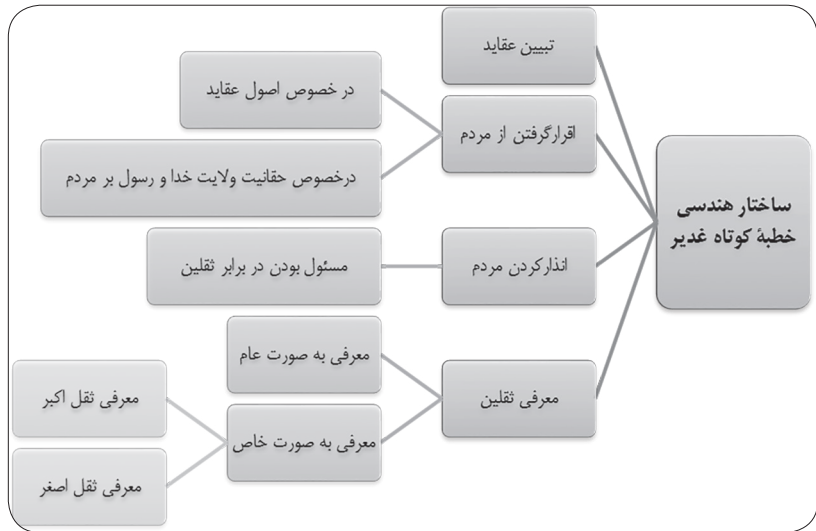 ساختار هندسی
خطبهٔ کوتاه غدیر
تبیین عقاید
اقرارگرفتن از مردم
در خصوص اصول عقاید
درخصوص حقانیت ولایت خدا و رسول بر مردم
انذارکردن مردم
مسئول بودن در برابر ثقلین
معرفی ثقلین
معرفی به صورت عام
معرفی به صورت خاص
معرفی ثقل اکبر
معرفی ثقل اصغر